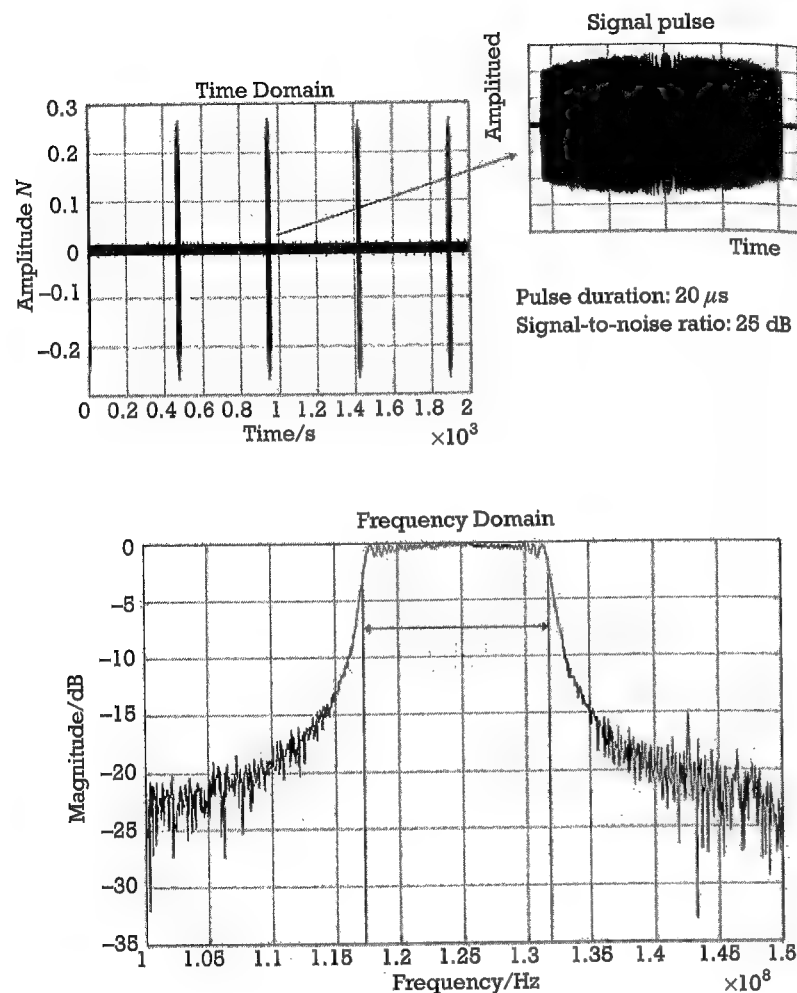 Signal pulse
Amplitued
Time
Time Domain
0.3
0.2
0.1
0
−0.1
−0.2
Amplitude N
0 0.2 0.4 0.6 0.8 1 1.2 1.4 1.6 1.8 2
Time/s
×10³
Pulse duration: 20 μs
Signal-to-noise ratio: 25 dB
Frequency Domain
0
−5
−10
−15
−20
−25
−30
−35
Magnitude/dB
1 1.05 1.1 1.15 1.2 1.25 1.3 1.35 1.4 1.45 1.5
Frequency/Hz
×10⁸